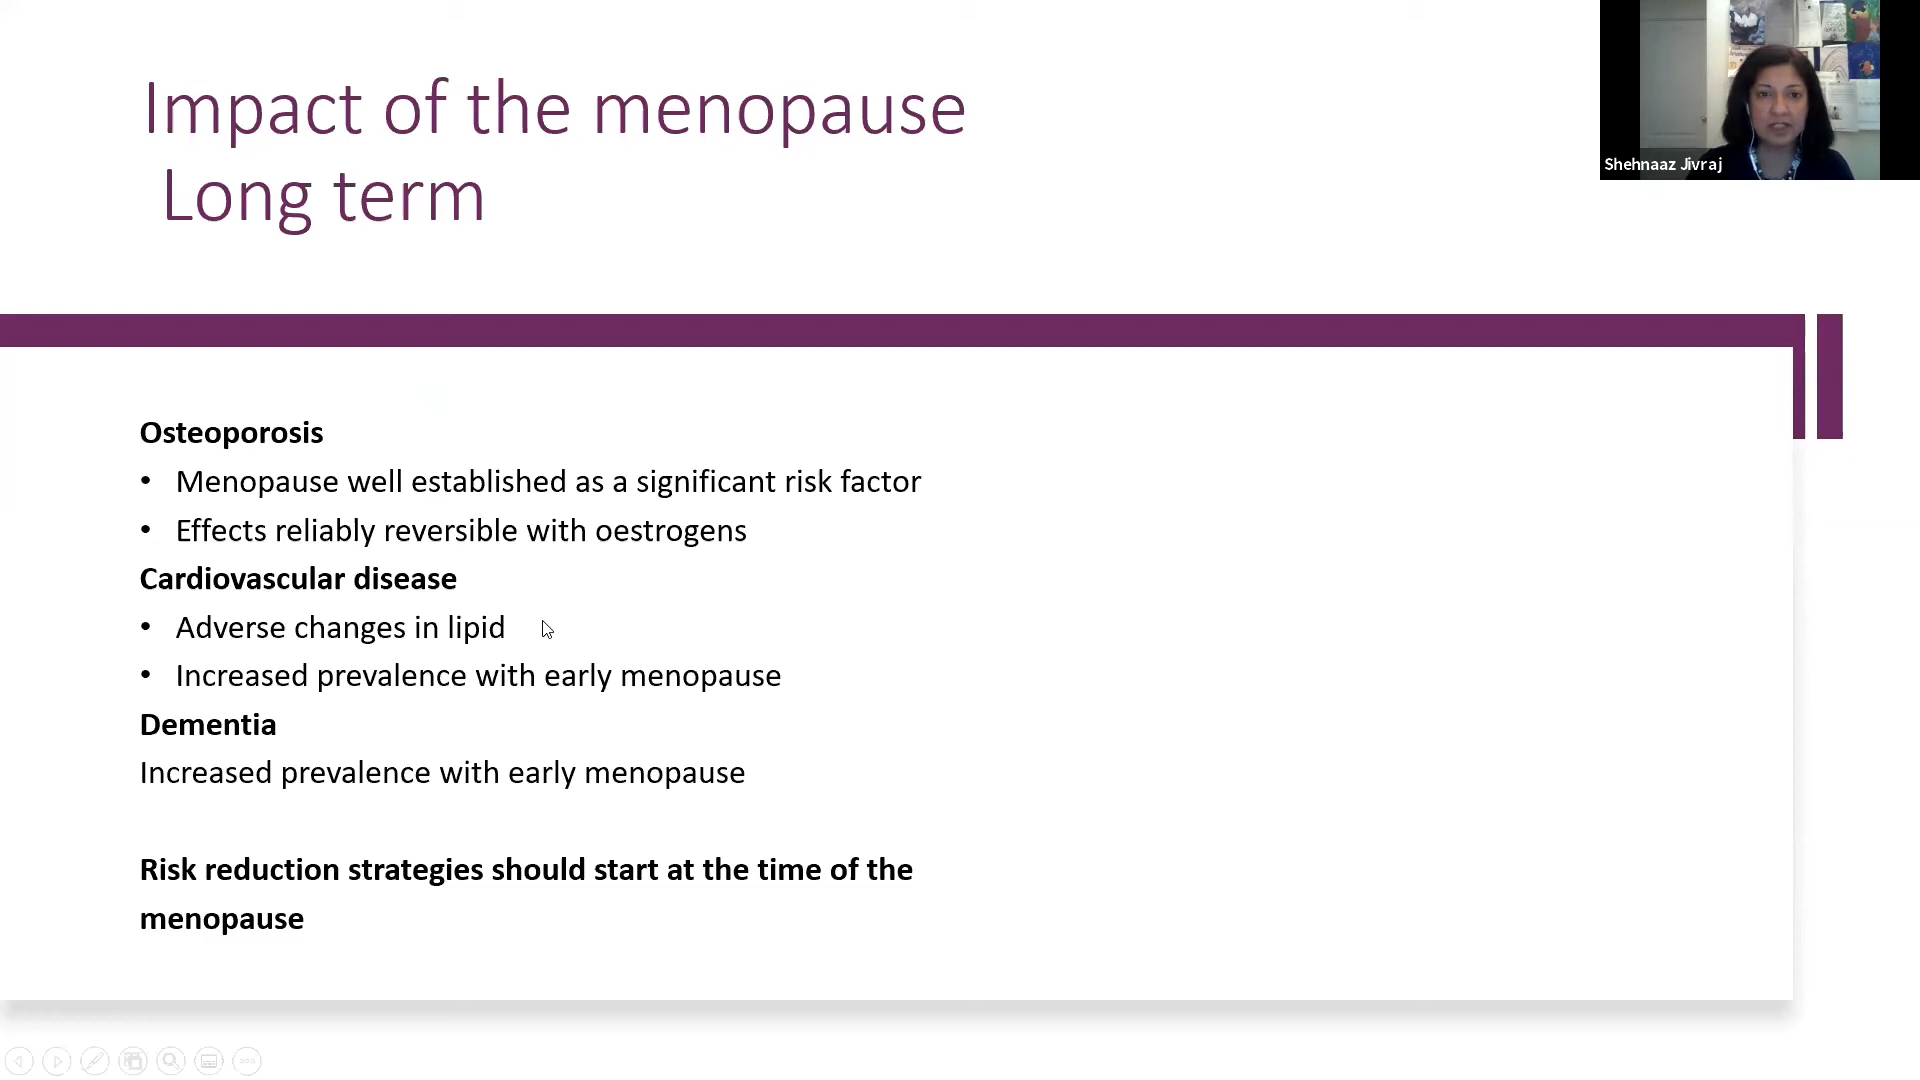 Impact of the menopause
Long term
Shehnaaz Jivraj
Osteoporosis
• Menopause well established as a significant risk factor
• Effects reliably reversible with oestrogens
Cardiovascular disease
• Adverse changes in lipid
• Increased prevalence with early menopause
Dementia
Increased prevalence with early menopause
Risk reduction strategies should start at the time of the
menopause